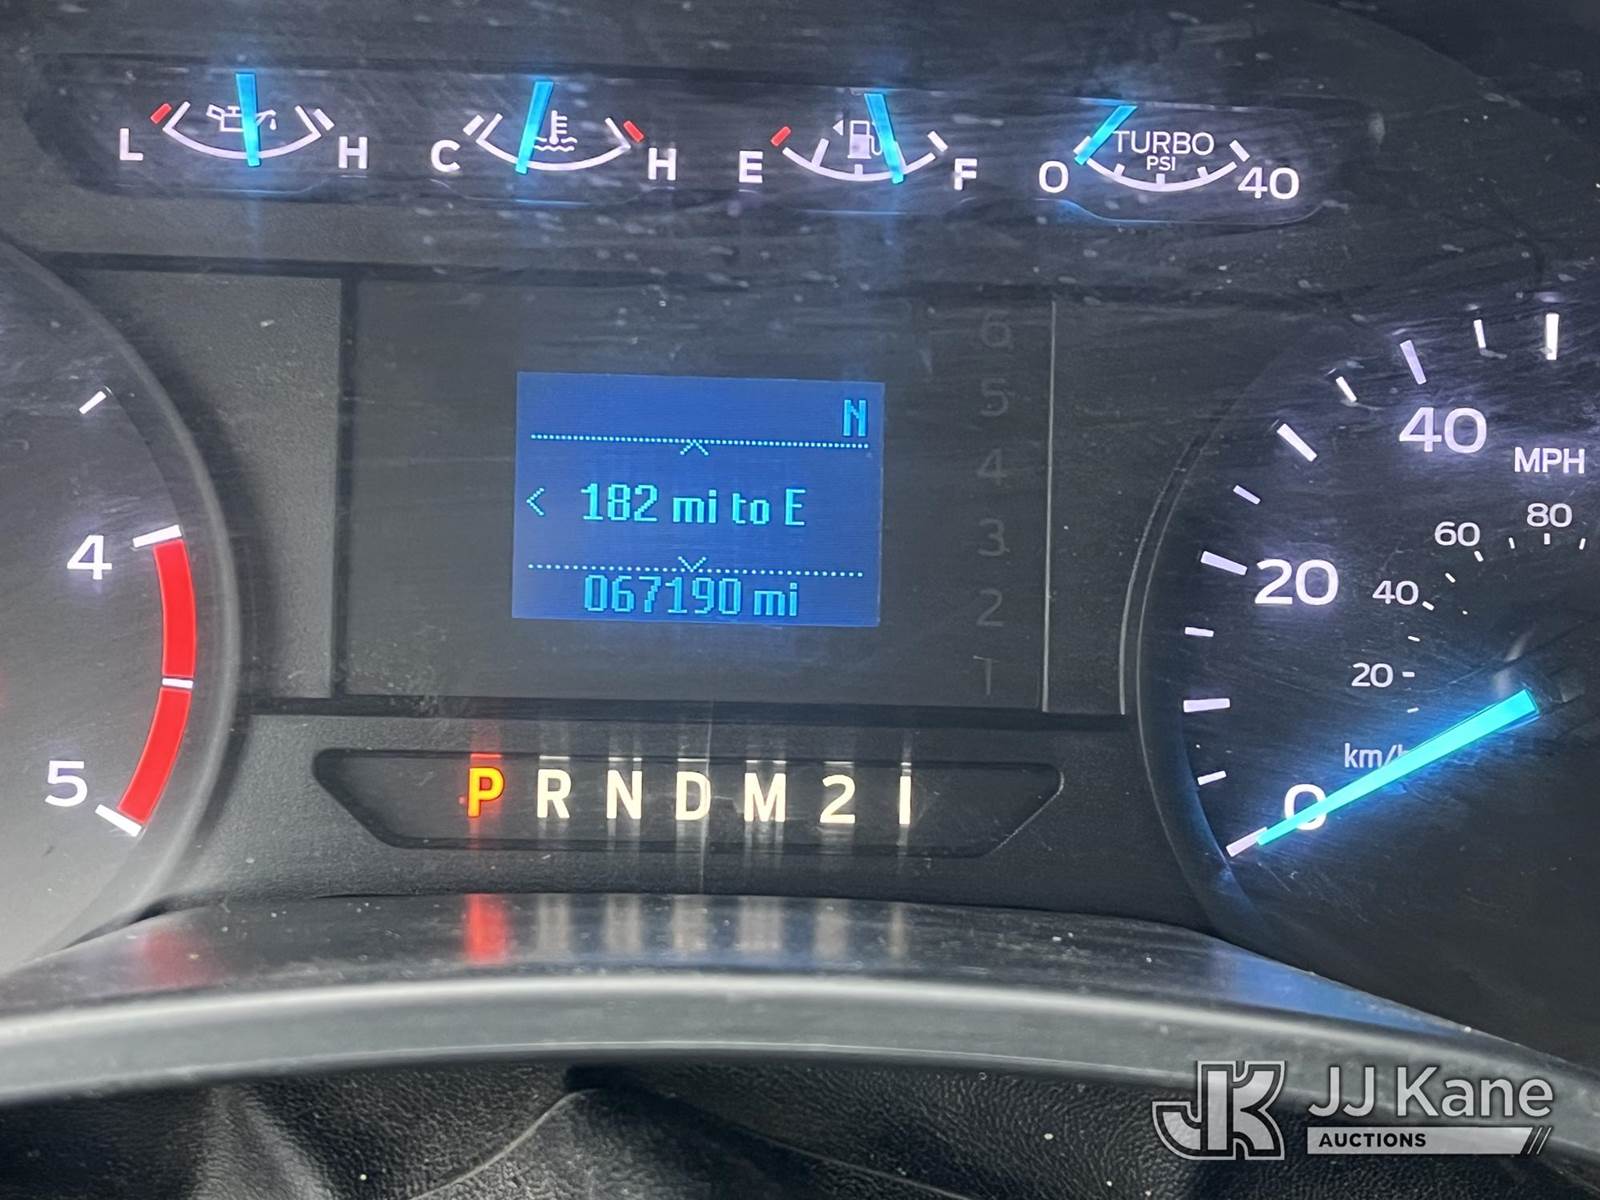 L H C H E F 0 TURBO PSI 40
6
5
4
3
2
1
N
< 182 mi to E
067190 mi
4
5
P R N D M 2 1
40
MPH
20
0
80
60
40
20
km/h
JJ Kane
AUCTIONS